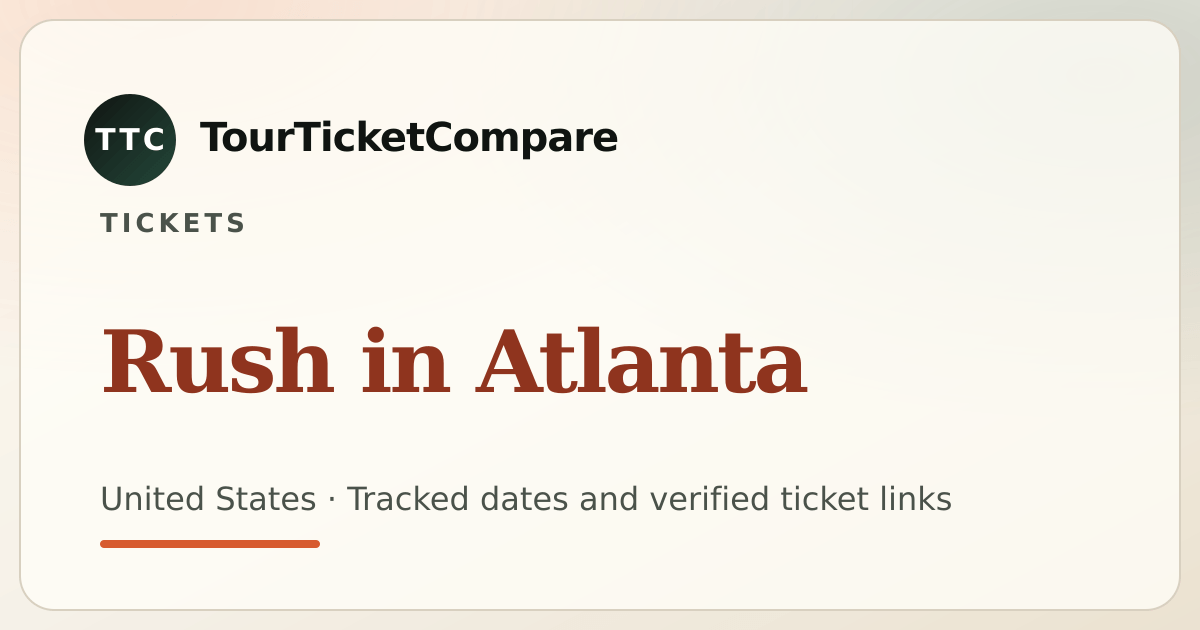 TTC TourTicketCompare
TICKETS
Rush in Atlanta
United States · Tracked dates and verified ticket links